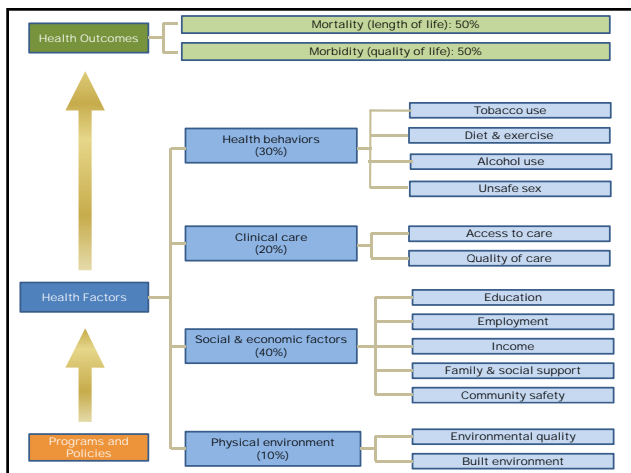 Health Outcomes
Mortality (length of life): 50%
Morbidity (quality of life): 50%
Health Factors
Programs and
Policies
Health behaviors
(30%)
Tobacco use
Diet & exercise
Alcohol use
Unsafe sex
Clinical care
(20%)
Access to care
Quality of care
Social & economic factors
(40%)
Education
Employment
Income
Family & social support
Community safety
Physical environment
(10%)
Environmental quality
Built environment